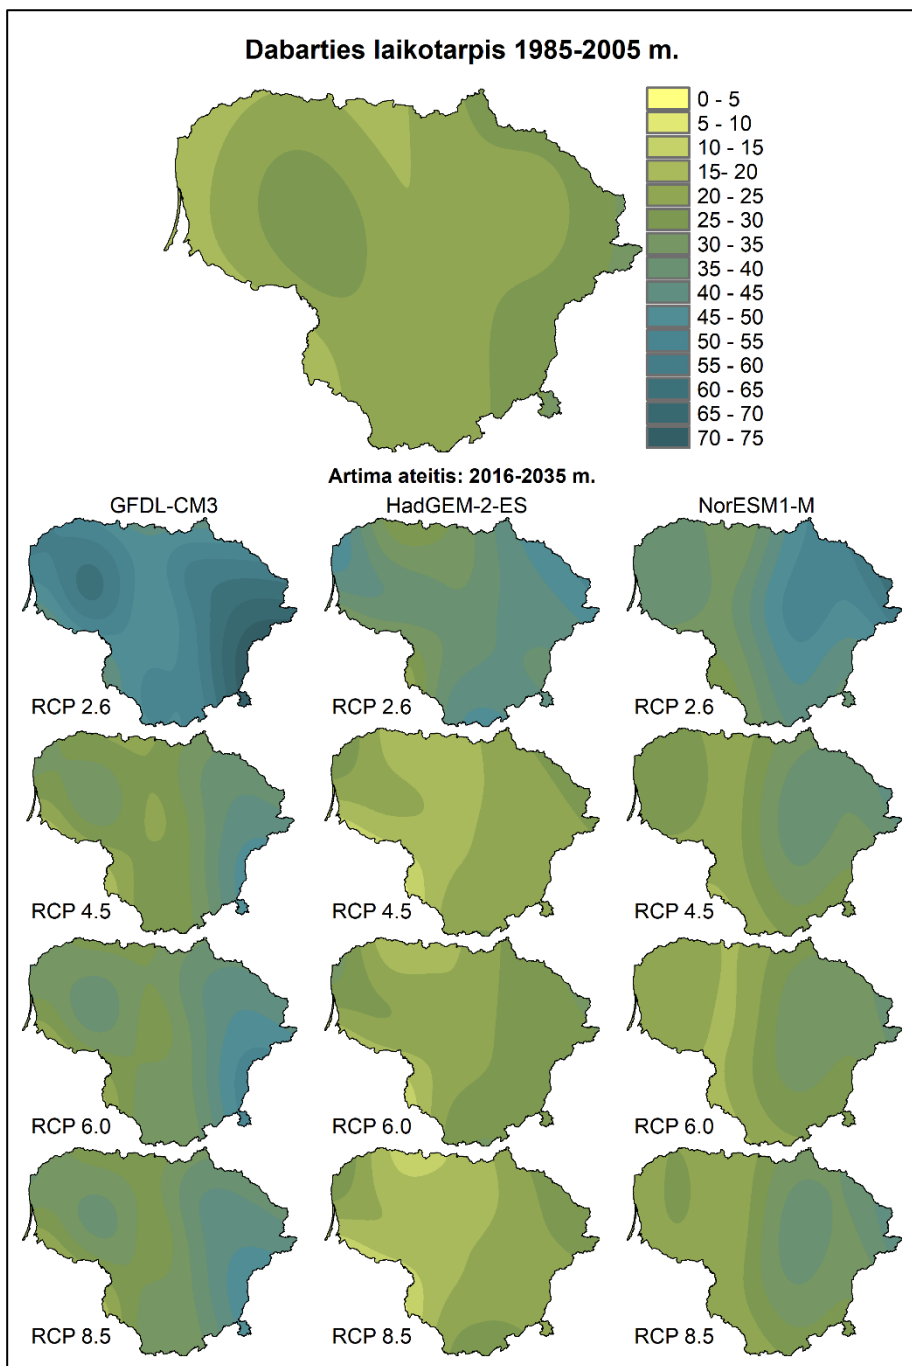 Dabarties laikotarpis 1985-2005 m.
0 - 5
5 - 10
10 - 15
15- 20
20 - 25
25 - 30
30 - 35
35 - 40
40 - 45
45 - 50
50 - 55
55 - 60
60 - 65
65 - 70
70 - 75
Artima ateitis: 2016-2035 m.
GFDL-CM3 HadGEM-2-ES NorESM1-M
RCP 2.6 RCP 2.6 RCP 2.6
RCP 4.5 RCP 4.5 RCP 4.5
RCP 6.0 RCP 6.0 RCP 6.0
RCP 8.5 RCP 8.5 RCP 8.5